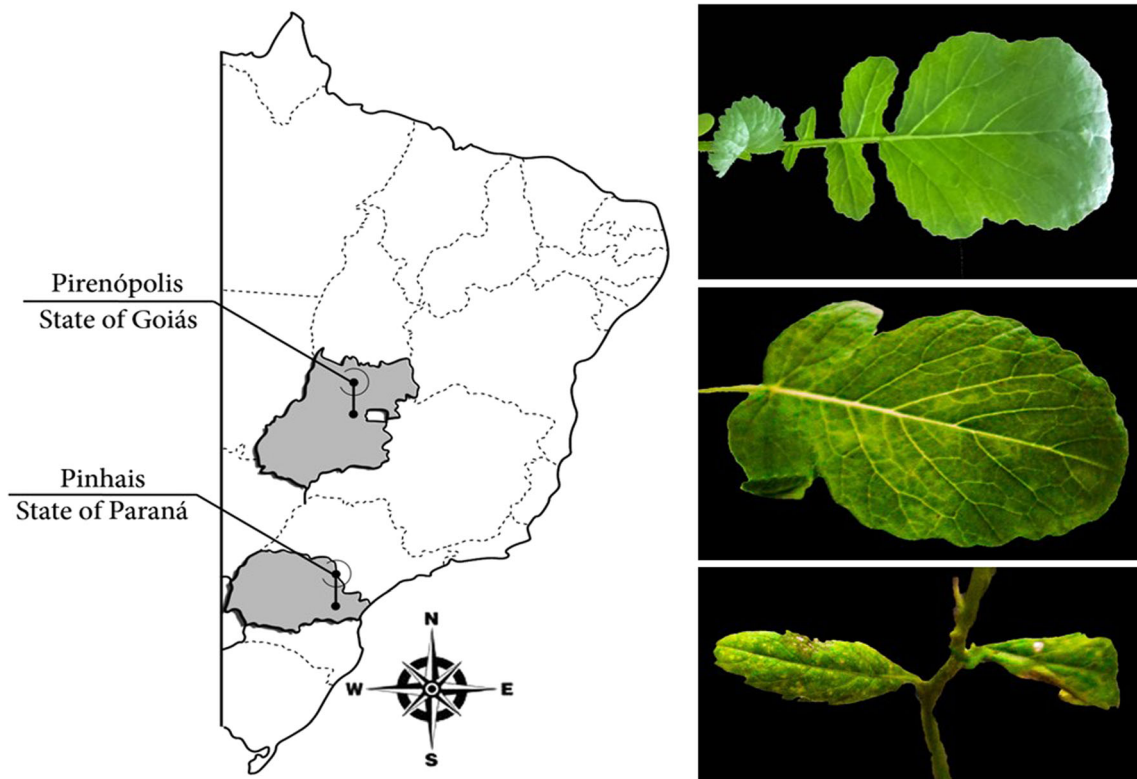 Pirenópolis
State of Goiás
Pinhais
State of Paraná
N
W
E
S